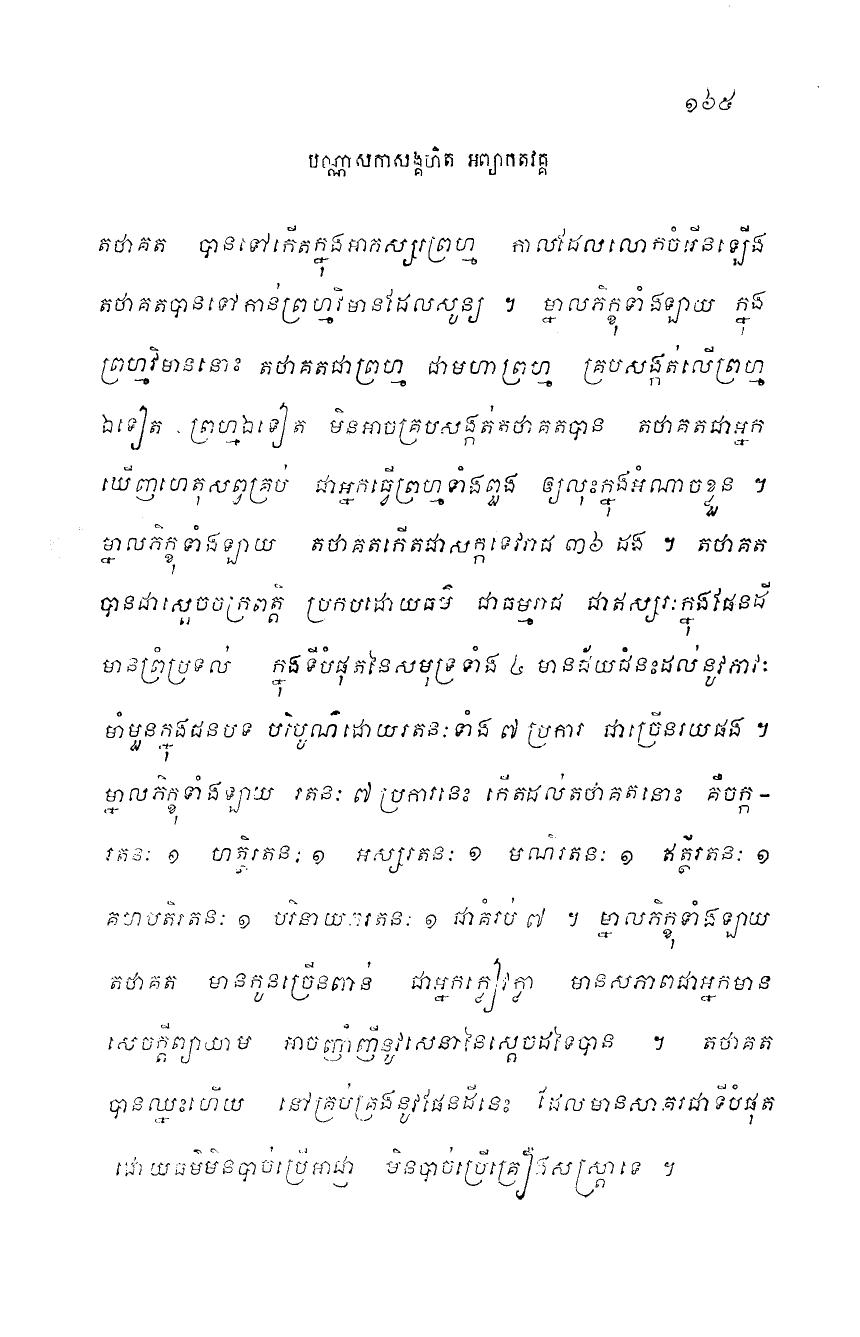 ១៦៥
បណ្ណាសកាសង្គហិត អព្យាកតវគ្គ
តថាគត បានទៅកើតក្នុងអាភស្សរព្រហ្ម កាលដែលលោកចំរើនឡើង
តថាគតបានទៅកាន់ព្រហ្មវិមានដែលសូន្យ ។ ម្នាលភិក្ខុទាំងឡាយ ក្នុង
ព្រហ្មវិមាននោះ តថាគតជាព្រហ្ម ជាមហាព្រហ្ម គ្របសង្កត់លើព្រហ្ម
ឯទៀត ព្រហ្មឯទៀត មិនអាចគ្របសង្កត់តថាគតបាន តថាគតជាអ្នក
ឃើញហេតុសព្វគ្រប់ ជាអ្នកធ្វើព្រហ្មទាំងពួង ឲ្យលុះក្នុងអំណាចខ្លួន ។
ម្នាលភិក្ខុទាំងឡាយ តថាគតកើតជាសក្កទេវរាជ ៣៦ ដង ។ តថាគត
បានជាស្តេចចក្រពត្តិ ប្រកបដោយធម៌ ជាធម្មរាជ ជាឥស្សរៈក្នុងផែនដី
មានព្រំប្រទល់ ក្នុងទីបំផុតនៃសមុទ្រទាំង ៤ មានជ័យជំនះដល់នូវភាវៈ
មាំមួនក្នុងជនបទ បរិបូណ៌ដោយរតនៈទាំង ៧ ប្រការ ជាច្រើនរយផង ។
ម្នាលភិក្ខុទាំងឡាយ រតនៈ ៧ ប្រការនេះ កើតដល់តថាគតនោះ គឺចក្ក-
រតនៈ ១ ហត្ថិរតនៈ ១ អស្សរតនៈ ១ មណិរតនៈ ១ ឥត្ថីរតនៈ ១
គហបតិរតនៈ ១ បរិនាយករតនៈ ១ ជាគំរប់ ៧ ។ ម្នាលភិក្ខុទាំងឡាយ
តថាគត មានកូនច្រើនពាន់ ជាអ្នកក្លៀវក្លា មានសភាពជាអ្នកមាន
សេចក្តីព្យាយាម អាចញាំញីនូវសេនានៃស្តេចដទៃបាន ។ តថាគត
បានឈ្នះហើយ នៅគ្រប់គ្រងនូវផែនដីនេះ ដែលមានសាគរជាទីបំផុត
ដោយធម៌មិនបាច់ប្រើអាជ្ញា មិនបាច់ប្រើគ្រឿងសស្ត្រាទេ ។